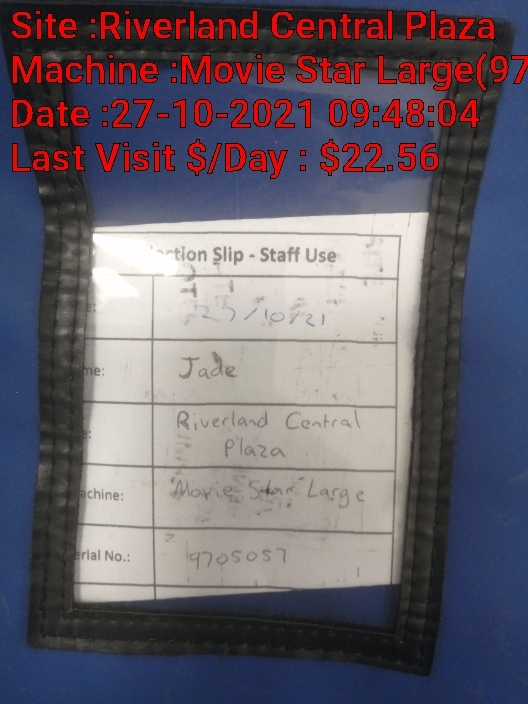 Site :Riverland Central Plaza
Machine :Movie Star Large(97
Date :27-10-2021 09:48:04
Last Visit $/Day : $22.56
ction Slip - Staff Use
e: 27/10/21
me: Jade
e: Riverland Central
Plaza
achine: Movie Star Large
erial No.: 9705057